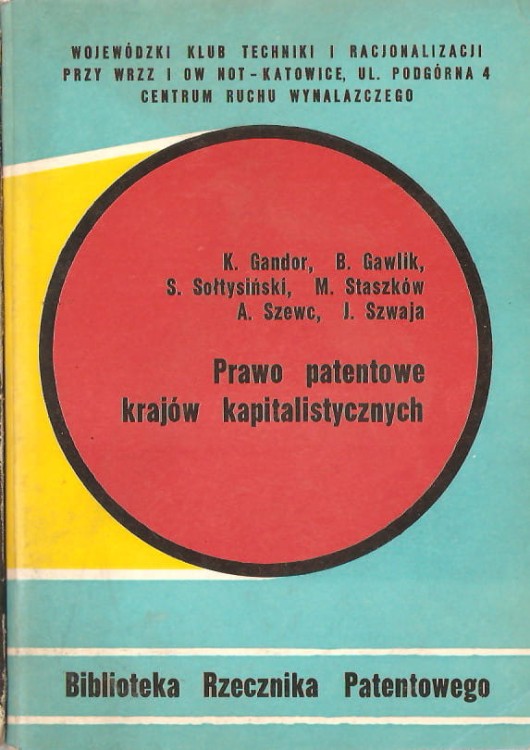 WOJEWÓDZKI KLUB TECHNIKI I RACJONALIZACJI
PRZY WRZZ I OW NOT-KATOWICE, UL. PODGÓRNA 4
CENTRUM RUCHU WYNALAZCZEGO
K. Gandor, B. Gawlik,
S. Sołtysiński, M. Staszków
A. Szewc, J. Szwaja
Prawo patentowe
krajów kapitalistycznych
Biblioteka Rzecznika Patentowego